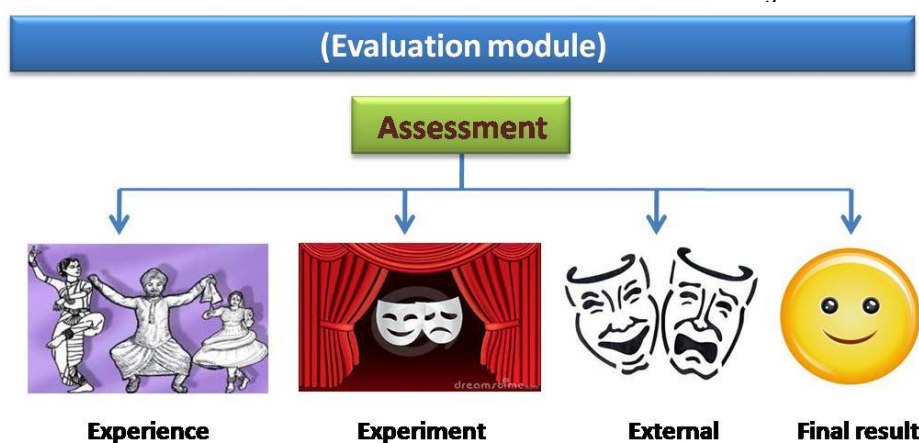 (Evaluation module)
Assessment
dreamstime
Experience
Experiment
External
Final result